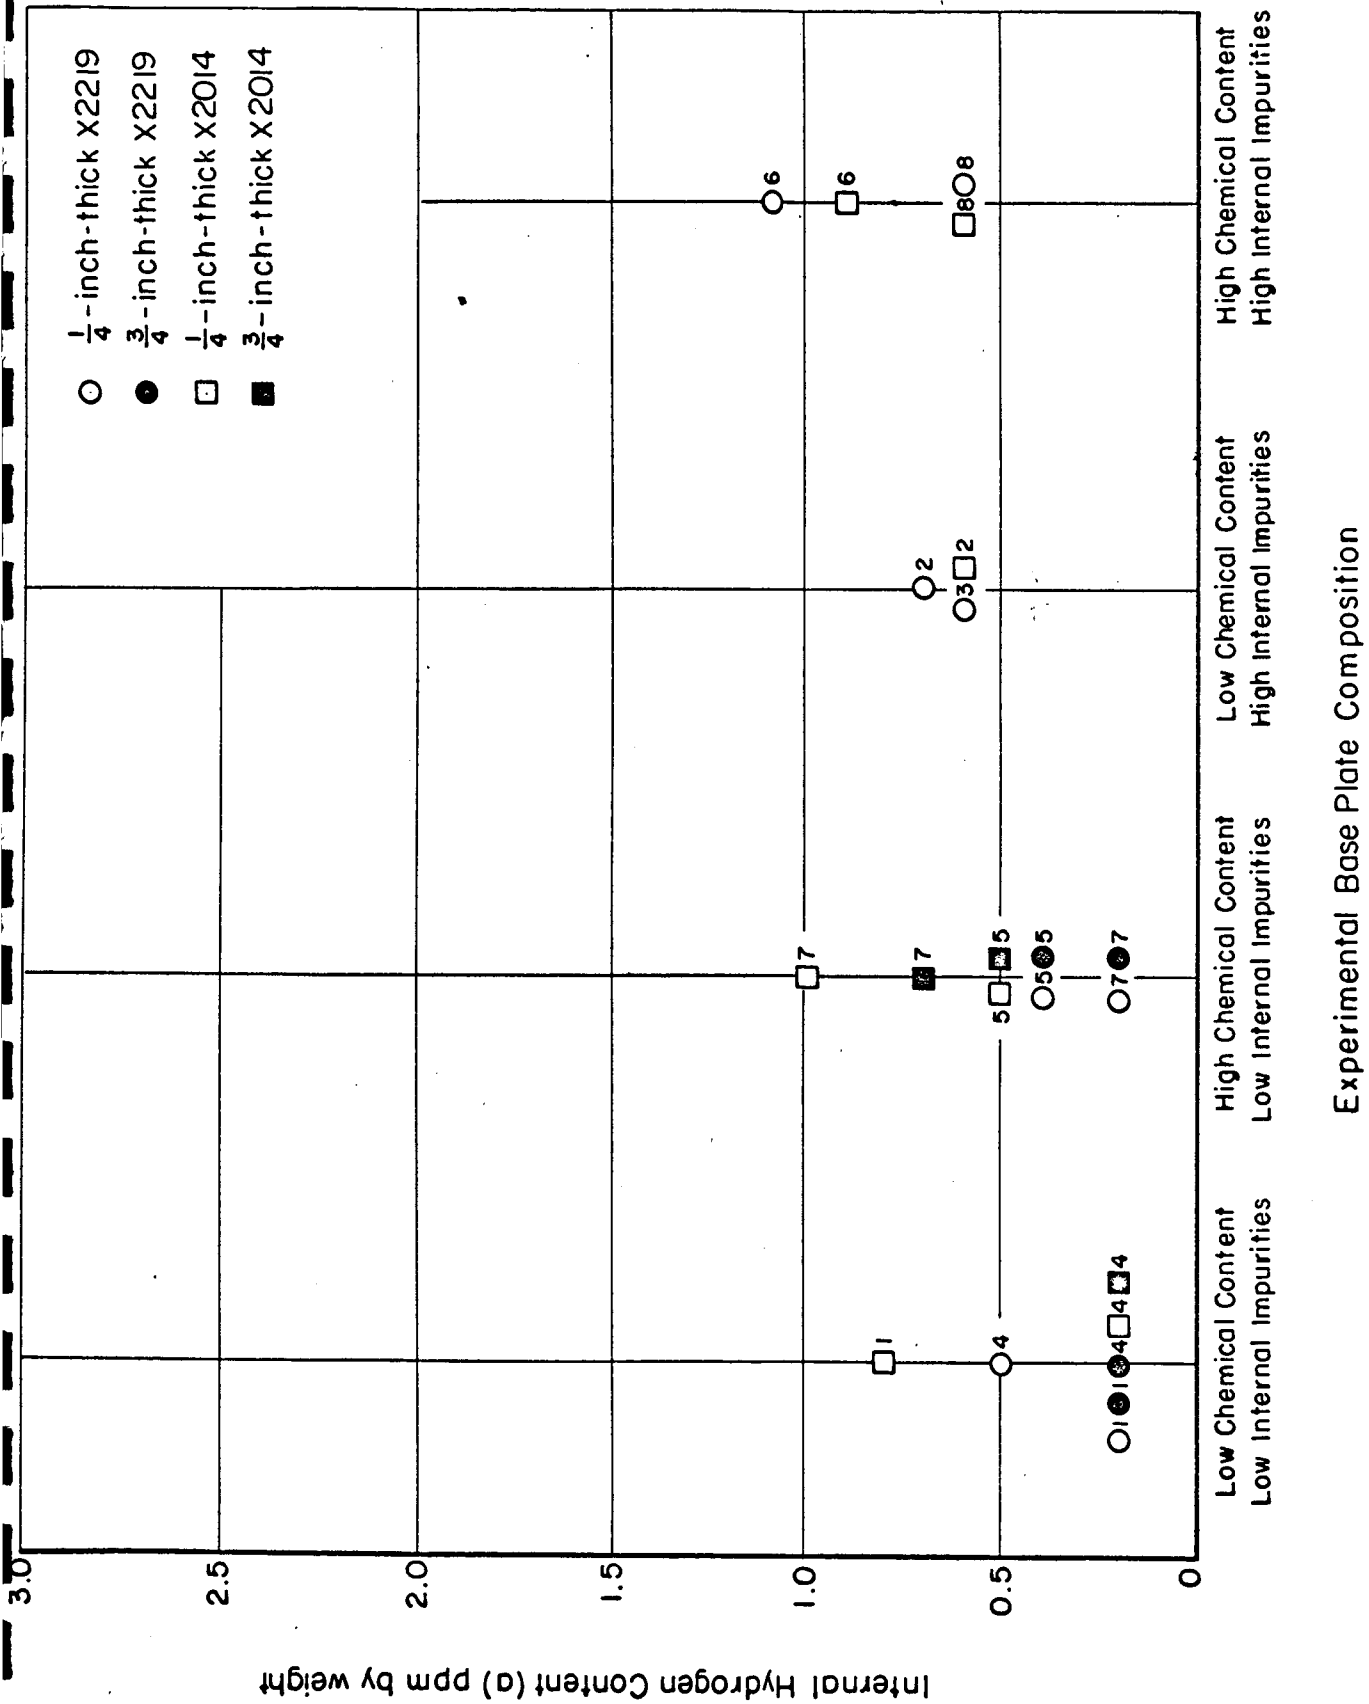 1/4-inch-thick X2219
3/4-inch-thick X2219
1/4-inch-thick X2014
3/4-inch-thick X2014
3.0
2.5
2.0
1.5
1.0
0.5
0
Internal Hydrogen Content (a) ppm by weight
1
4
1
1
4
4
4
7
7
5
5
5
5
7
7
2
3
2
6
6
8
8
Low Chemical Content
Low Internal Impurities
High Chemical Content
Low Internal Impurities
Low Chemical Content
High Internal Impurities
High Chemical Content
High Internal Impurities
Experimental Base Plate Composition